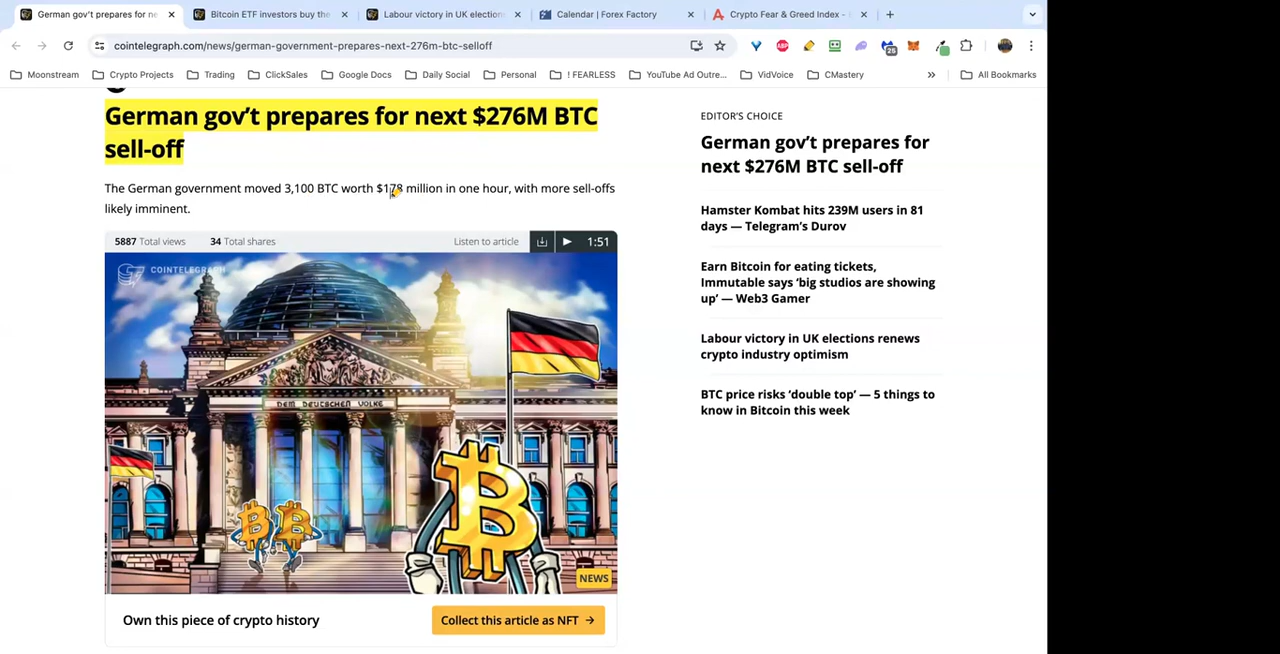 German gov't prepares for ne
Bitcoin ETF investors buy the
Labour victory in UK election
Calendar | Forex Factory
Crypto Fear & Greed Index -
cointelegraph.com/news/german-government-prepares-next-276m-btc-selloff
ABP
25
Moonstream
Crypto Projects
Trading
ClickSales
Google Docs
Daily Social
Personal
! FEARLESS
YouTube Ad Outre...
VidVoice
CMastery
»
All Bookmarks
German gov’t prepares for next $276M BTC
sell-off
The German government moved 3,100 BTC worth $178 million in one hour, with more sell-offs
likely imminent.
5887 Total views
34 Total shares
Listen to article
1:51
COINTELEGRAPH
DEM DEUTSCHEN VOLKE
NEWS
Own this piece of crypto history
Collect this article as NFT →
EDITOR’S CHOICE
German gov’t prepares for
next $276M BTC sell-off
Hamster Kombat hits 239M users in 81
days — Telegram’s Durov
Earn Bitcoin for eating tickets,
Immutable says ‘big studios are showing
up’ — Web3 Gamer
Labour victory in UK elections renews
crypto industry optimism
BTC price risks ‘double top’ — 5 things to
know in Bitcoin this week